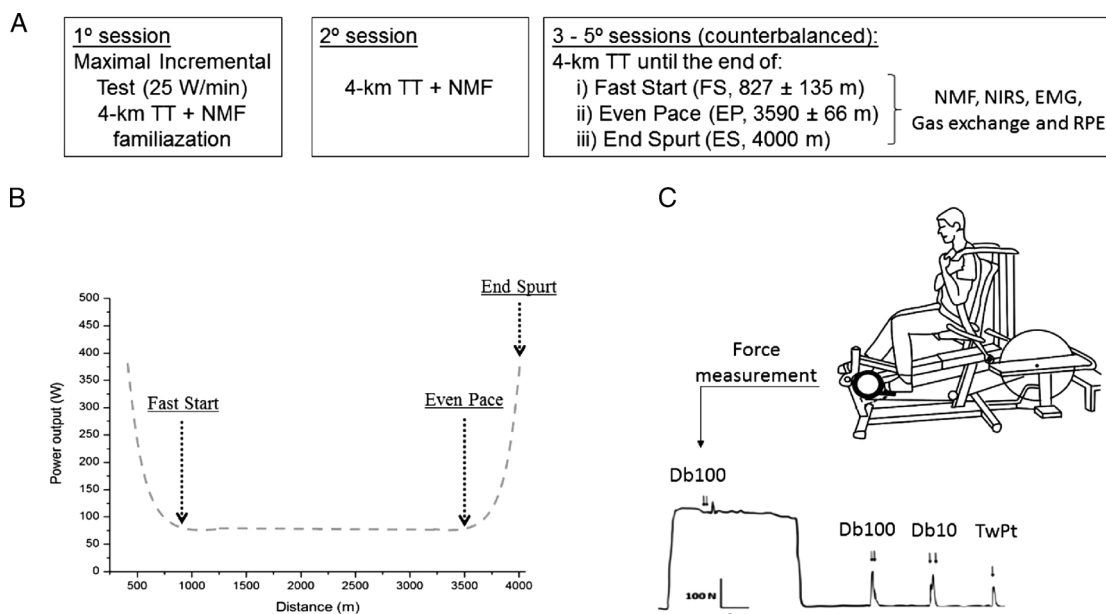 A
1º session
Maximal Incremental
Test (25 W/min)
4-km TT + NMF
familiazation
2º session
4-km TT + NMF
3 - 5º sessions (counterbalanced):
4-km TT until the end of:
i) Fast Start (FS, 827 ± 135 m)
ii) Even Pace (EP, 3590 ± 66 m)
iii) End Spurt (ES, 4000 m)
NMF, NIRS, EMG,
Gas exchange and RPE
B
Power output (W)
500
450
400
350
300
250
200
150
100
50
0
Fast Start
Even Pace
End Spurt
500
1000
1500
2000
2500
3000
3500
4000
Distance (m)
C
Force
measurement
Db100
Db100
Db10
TwPt
100 N